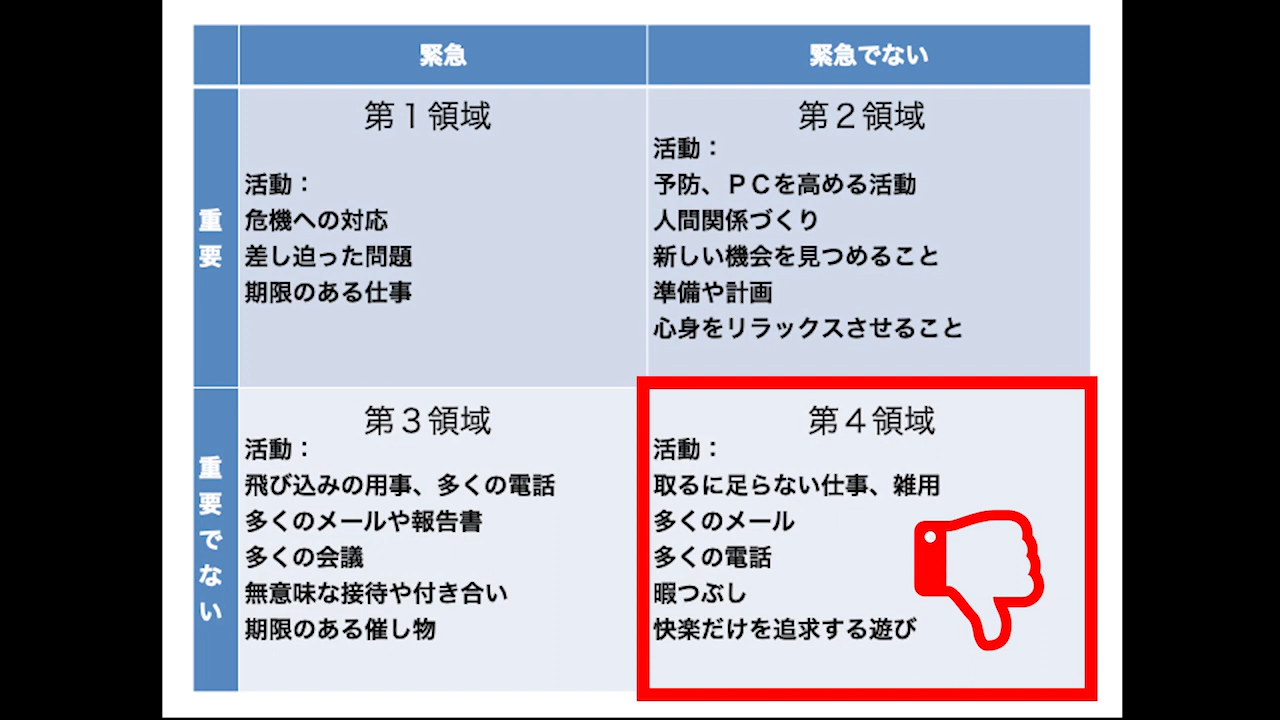 緊急
緊急でない
重要
第１領域
活動：
危機への対応
差し迫った問題
期限のある仕事
第２領域
活動：
予防、ＰＣを高める活動
人間関係づくり
新しい機会を見つめること
準備や計画
心身をリラックスさせること
重要でない
第３領域
活動：
飛び込みの用事、多くの電話
多くのメールや報告書
多くの会議
無意味な接待や付き合い
期限のある催し物
第４領域
活動：
取るに足らない仕事、雑用
多くのメール
多くの電話
暇つぶし
快楽だけを追求する遊び